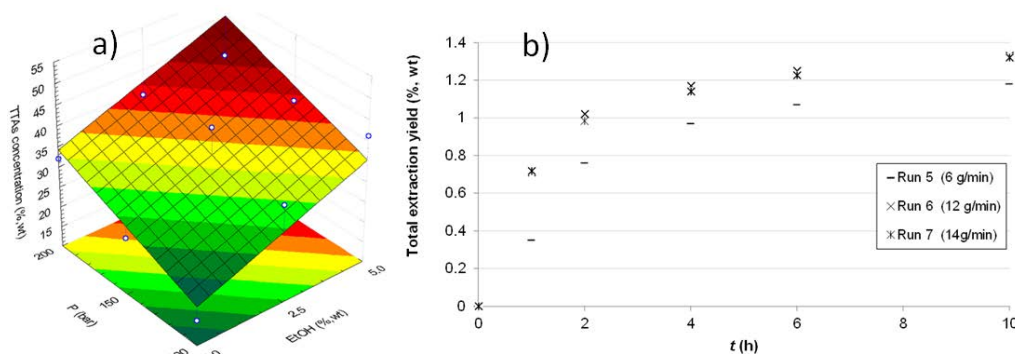 a)
TTAs concentration (%,wt)
55
50
45
40
35
30
25
20
15
200
150
P (bar)
5.0
2.5
EtOH (%,wt)
b)
Total extraction yield (%, wt)
1.4
1.2
1
0.8
0.6
0.4
0.2
0
0
2
4
6
8
10
t (h)
Run 5 (6 g/min)
Run 6 (12 g/min)
Run 7 (14g/min)